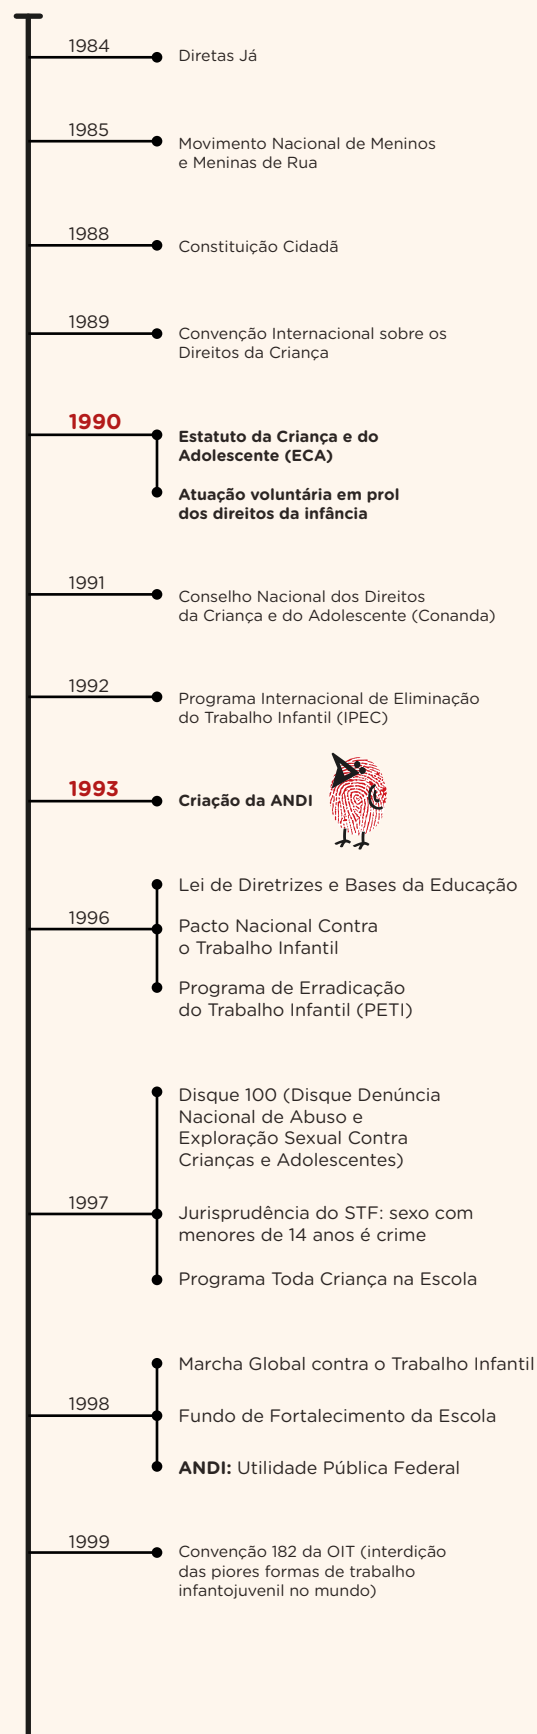 1984
Diretas Já
1985
Movimento Nacional de Meninos
e Meninas de Rua
1988
Constituição Cidadã
1989
Convenção Internacional sobre os
Direitos da Criança
1990
Estatuto da Criança e do
Adolescente (ECA)
Atuação voluntária em prol
dos direitos da infância
1991
Conselho Nacional dos Direitos
da Criança e do Adolescente (Conanda)
1992
Programa Internacional de Eliminação
do Trabalho Infantil (IPEC)
1993
Criação da ANDI
1996
Lei de Diretrizes e Bases da Educação
Pacto Nacional Contra
o Trabalho Infantil
Programa de Erradicação
do Trabalho Infantil (PETI)
1997
Disque 100 (Disque Denúncia
Nacional de Abuso e
Exploração Sexual Contra
Crianças e Adolescentes)
Jurisprudência do STF: sexo com
menores de 14 anos é crime
Programa Toda Criança na Escola
1998
Marcha Global contra o Trabalho Infantil
Fundo de Fortalecimento da Escola
ANDI: Utilidade Pública Federal
1999
Convenção 182 da OIT (interdição
das piores formas de trabalho
infantojuvenil no mundo)